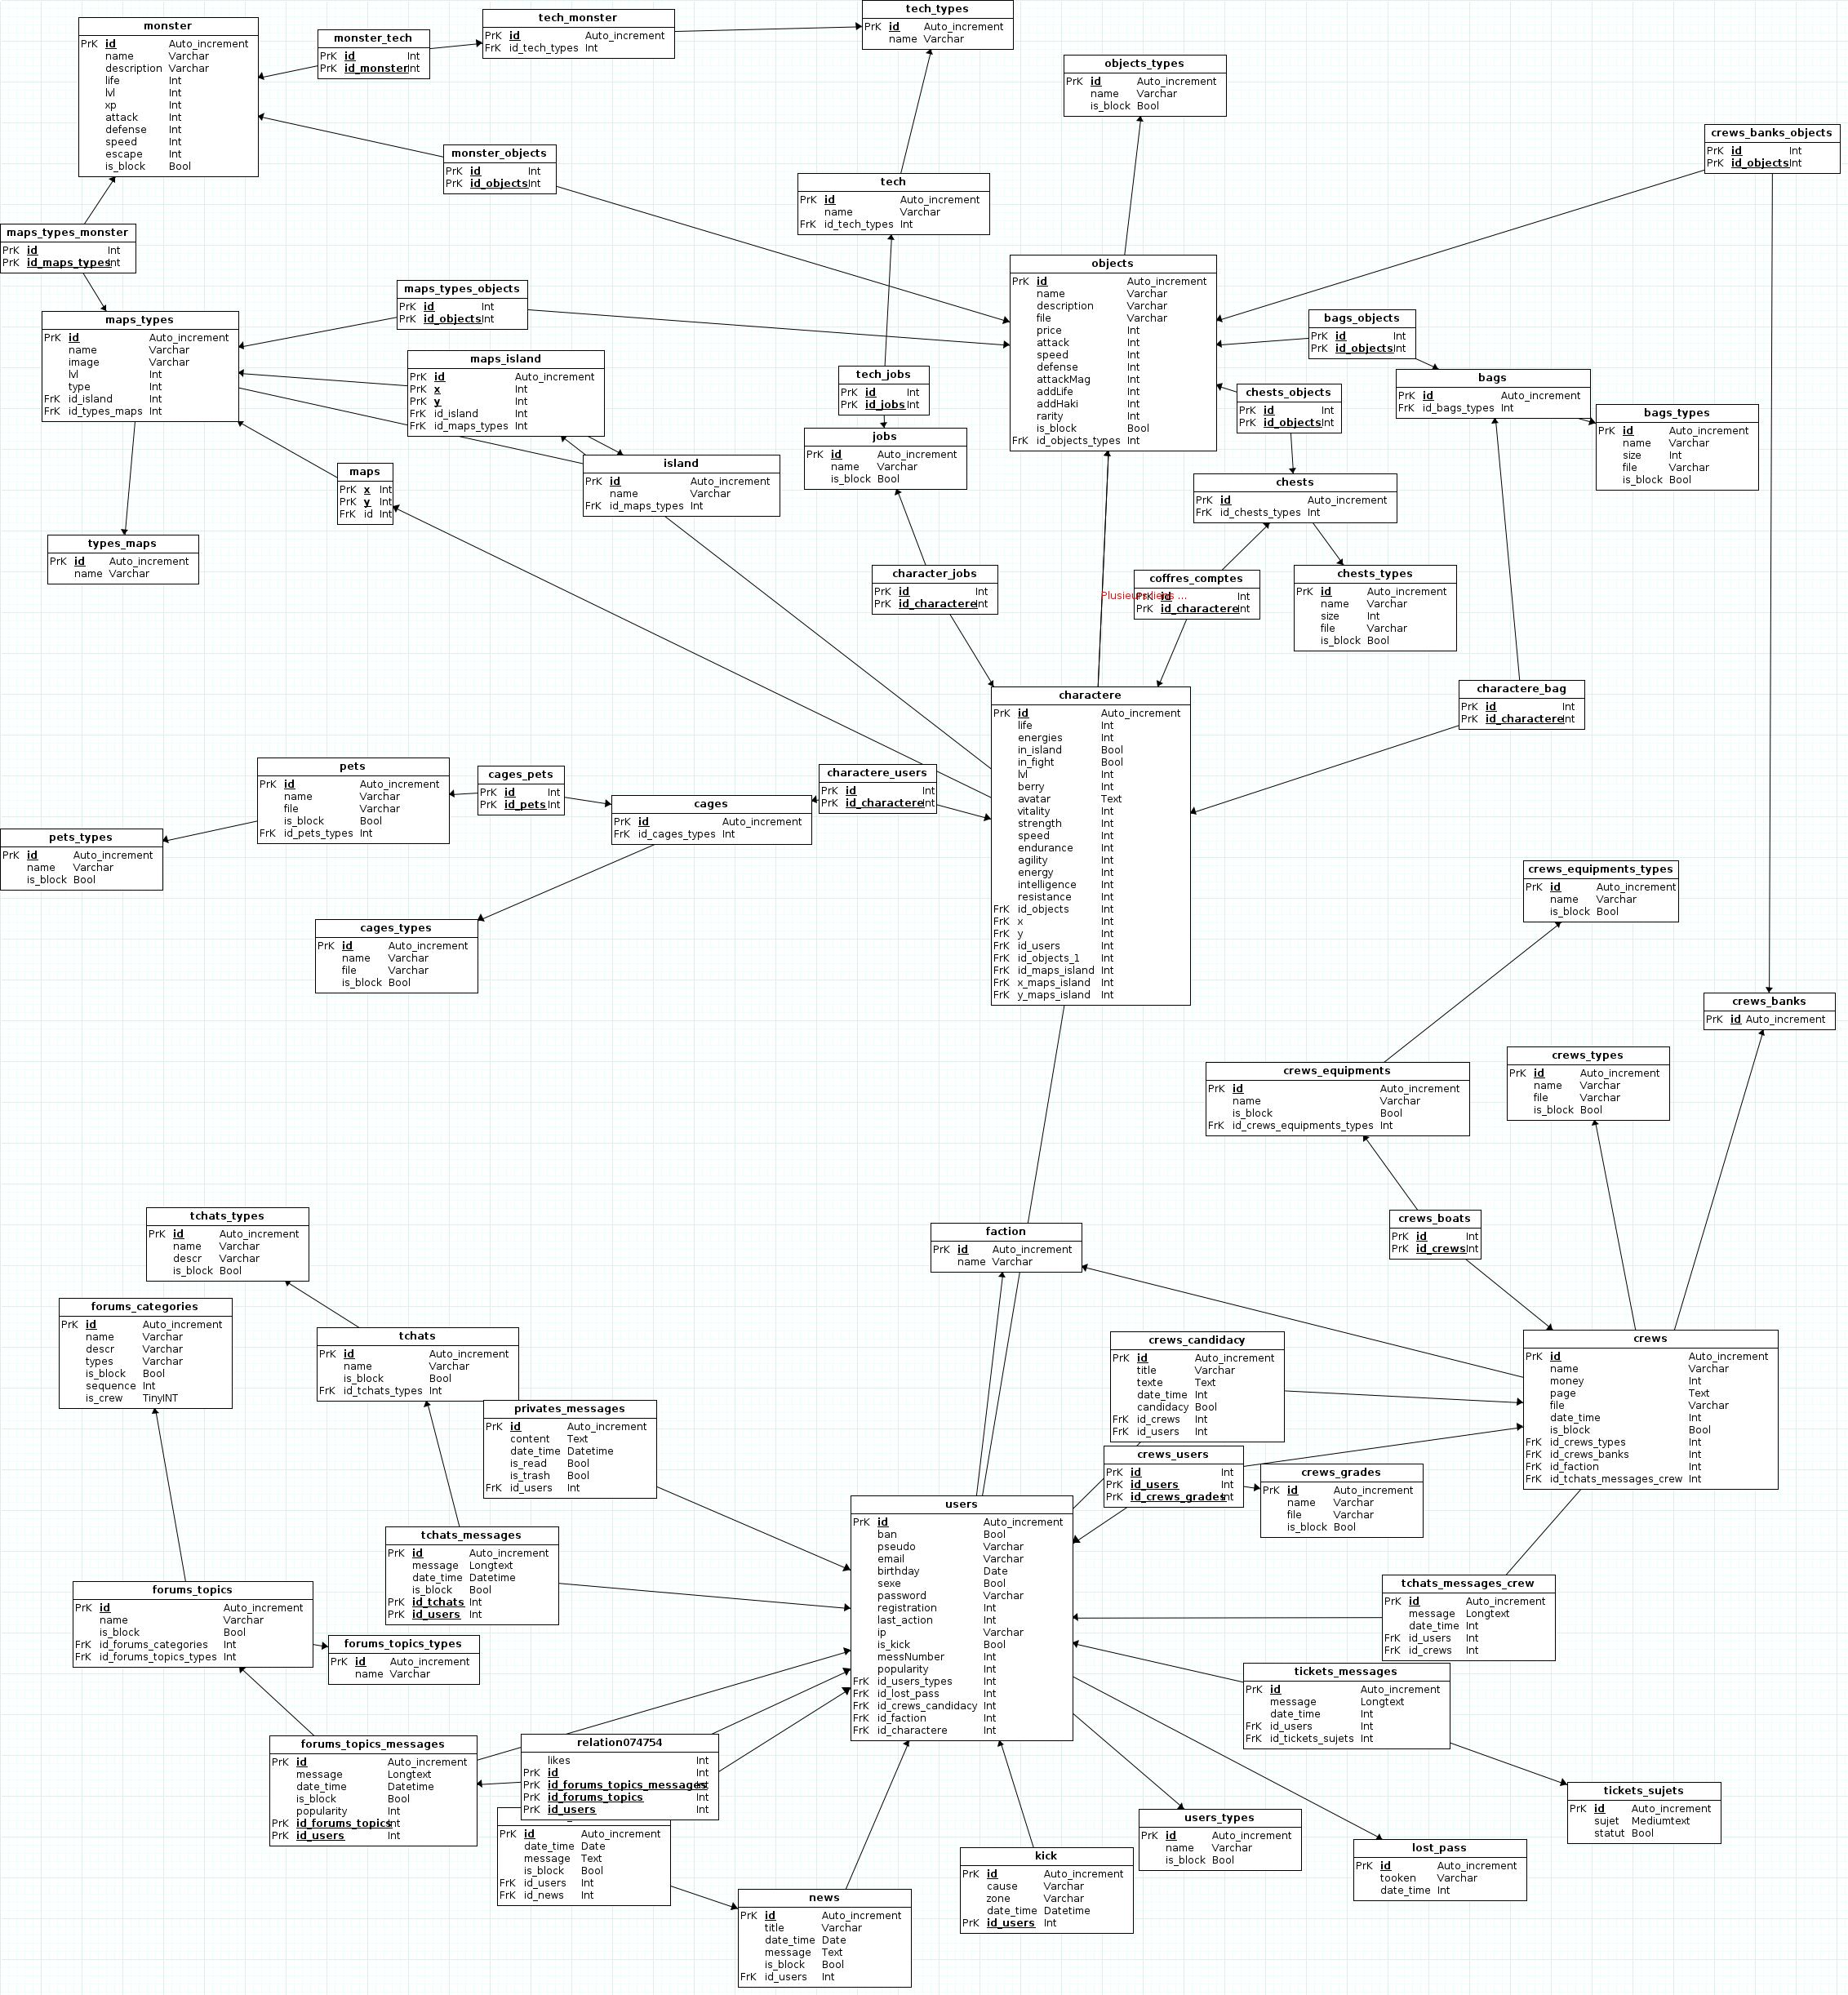 monster
PrK id Auto_increment
name Varchar
description Varchar
life Int
lvl Int
xp Int
attack Int
defense Int
speed Int
escape Int
is_block Bool
monster_tech
PrK id Int
PrK id_monster Int
tech_monster
PrK id Auto_increment
FrK id_tech_types Int
tech_types
PrK id Auto_increment
name Varchar
objects_types
PrK id Auto_increment
name Varchar
is_block Bool
crews_banks_objects
PrK id Int
PrK id_objects Int
monster_objects
PrK id Int
PrK id_objects Int
tech
PrK id Auto_increment
name Varchar
FrK id_tech_types Int
maps_types_monster
PrK id Int
PrK id_maps_types Int
maps_types_objects
PrK id Int
PrK id_objects Int
objects
PrK id Auto_increment
name Varchar
description Varchar
file Varchar
price Int
attack Int
speed Int
defense Int
attackMag Int
addLife Int
addHaki Int
rarity Int
is_block Bool
FrK id_objects_types Int
bags_objects
PrK id Int
PrK id_objects Int
maps_types
PrK id Auto_increment
name Varchar
image Varchar
lvl Int
type Int
FrK id_island Int
FrK id_types_maps Int
maps_island
PrK id Auto_increment
PrK x Int
PrK y Int
FrK id_island Int
FrK id_maps_types Int
tech_jobs
PrK id Int
PrK id_jobs Int
chests_objects
PrK id Int
PrK id_objects Int
bags
PrK id Auto_increment
FrK id_bags_types Int
bags_types
PrK id Auto_increment
name Varchar
size Int
file Varchar
is_block Bool
jobs
PrK id Auto_increment
name Varchar
is_block Bool
maps
PrK x Int
PrK y Int
FrK id Int
island
PrK id Auto_increment
name Varchar
FrK id_maps_types Int
chests
PrK id Auto_increment
FrK id_chests_types Int
types_maps
PrK id Auto_increment
name Varchar
character_jobs
PrK id Int
PrK id_charactere Int
coffres_comptes
PrK id Int
PrK id_charactere Int
chests_types
PrK id Auto_increment
name Varchar
size Int
file Varchar
is_block Bool
charactere
PrK id Auto_increment
life Int
energies Int
in_island Bool
in_fight Bool
lvl Int
berry Int
avatar Text
vitality Int
strength Int
speed Int
endurance Int
agility Int
energy Int
intelligence Int
resistance Int
FrK id_objects Int
FrK x Int
FrK y Int
FrK id_users Int
FrK id_objects_1 Int
FrK id_maps_island Int
FrK x_maps_island Int
FrK y_maps_island Int
charactere_bag
PrK id Int
PrK id_charactere Int
pets
PrK id Auto_increment
name Varchar
file Varchar
is_block Bool
FrK id_pets_types Int
cages_pets
PrK id Int
PrK id_pets Int
charactere_users
PrK id Int
PrK id_charactere Int
cages
PrK id Auto_increment
FrK id_cages_types Int
pets_types
PrK id Auto_increment
name Varchar
is_block Bool
cages_types
PrK id Auto_increment
name Varchar
file Varchar
is_block Bool
crews_equipments_types
PrK id Auto_increment
name Varchar
is_block Bool
crews_banks
PrK id Auto_increment
crews_equipments
PrK id Auto_increment
name Varchar
is_block Bool
FrK id_crews_equipments_types Int
crews_types
PrK id Auto_increment
name Varchar
file Varchar
is_block Bool
tchats_types
PrK id Auto_increment
name Varchar
descr Varchar
is_block Bool
faction
PrK id Auto_increment
name Varchar
crews_boats
PrK id Int
PrK id_crews Int
forums_categories
PrK id Auto_increment
name Varchar
descr Varchar
types Varchar
is_block Bool
sequence Int
is_crew TinyINT
tchats
PrK id Auto_increment
name Varchar
is_block Bool
FrK id_tchats_types Int
crews_candidacy
PrK id Auto_increment
title Varchar
texte Text
date_time Int
candidacy Bool
FrK id_crews Int
FrK id_users Int
crews
PrK id Auto_increment
name Varchar
money Int
page Text
file Varchar
date_time Int
is_block Bool
FrK id_crews_types Int
FrK id_crews_banks Int
FrK id_faction Int
FrK id_tchats_messages_crew Int
privates_messages
PrK id Auto_increment
content Text
date_time Datetime
is_read Bool
is_trash Bool
FrK id_users Int
crews_users
PrK id Int
PrK id_users Int
PrK id_crews_grades Int
crews_grades
PrK id Auto_increment
name Varchar
file Varchar
is_block Bool
users
PrK id Auto_increment
ban Bool
pseudo Varchar
email Varchar
birthday Date
sexe Bool
password Varchar
registration Int
last_action Int
ip Varchar
is_kick Bool
messNumber Int
popularity Int
FrK id_users_types Int
FrK id_lost_pass Int
FrK id_crews_candidacy Int
FrK id_faction Int
FrK id_charactere Int
tchats_messages
PrK id Auto_increment
message Longtext
date_time Datetime
is_block Bool
PrK id_tchats Int
PrK id_users Int
forums_topics
PrK id Auto_increment
name Varchar
is_block Bool
FrK id_forums_categories Int
FrK id_forums_topics_types Int
forums_topics_types
PrK id Auto_increment
name Varchar
tchats_messages_crew
PrK id Auto_increment
message Longtext
date_time Int
FrK id_users Int
FrK id_crews Int
tickets_messages
PrK id Auto_increment
message Longtext
date_time Int
FrK id_users Int
FrK id_tickets_sujets Int
forums_topics_messages
PrK id Auto_increment
message Longtext
date_time Datetime
is_block Bool
popularity Int
PrK id_forums_topics Int
PrK id_users Int
relation074754
likes Int
PrK id Int
PrK id_forums_topics_messages Int
PrK id_forums_topics Int
PrK id_users Int
PrK id Auto_increment
date_time Date
message Text
is_block Bool
FrK id_users Int
FrK id_news Int
tickets_sujets
PrK id Auto_increment
sujet Mediumtext
statut Bool
users_types
PrK id Auto_increment
name Varchar
is_block Bool
lost_pass
PrK id Auto_increment
tooken Varchar
date_time Int
kick
PrK id Auto_increment
cause Varchar
zone Varchar
date_time Datetime
PrK id_users Int
news
PrK id Auto_increment
title Varchar
date_time Date
message Text
is_block Bool
FrK id_users Int